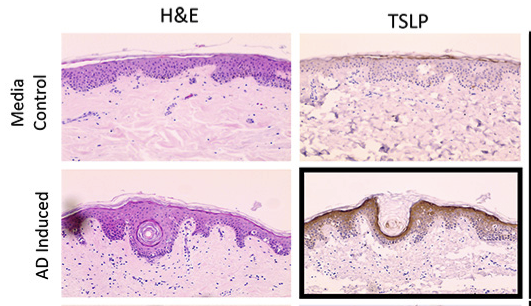 H&E
TSLP
Media
Control
AD Induced